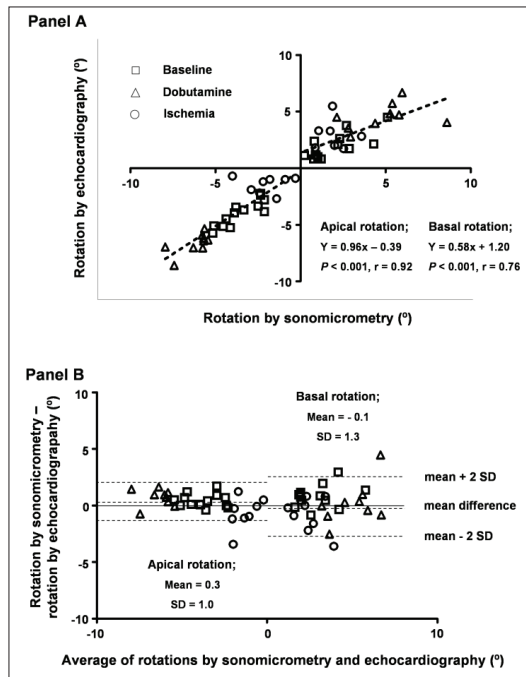 Panel A
10
Baseline
Dobutamine
Ischemia
5
-10
-5
0
5
10
-5
-10
Rotation by echocardiography (º)
Apical rotation;
Y = 0.96x – 0.39
P < 0.001, r = 0.92
Basal rotation;
Y = 0.58x + 1.20
P < 0.001, r = 0.76
Rotation by sonomicrometry (º)
Panel B
10
5
0
-5
-10
Rotation by sonomicrometry –
rotation by echocardiograpahy (º)
Basal rotation;
Mean = - 0.1
SD = 1.3
mean + 2 SD
mean difference
mean - 2 SD
Apical rotation;
Mean = 0.3
SD = 1.0
-10
0
10
Average of rotations by sonomicrometry and echocardiography (º)